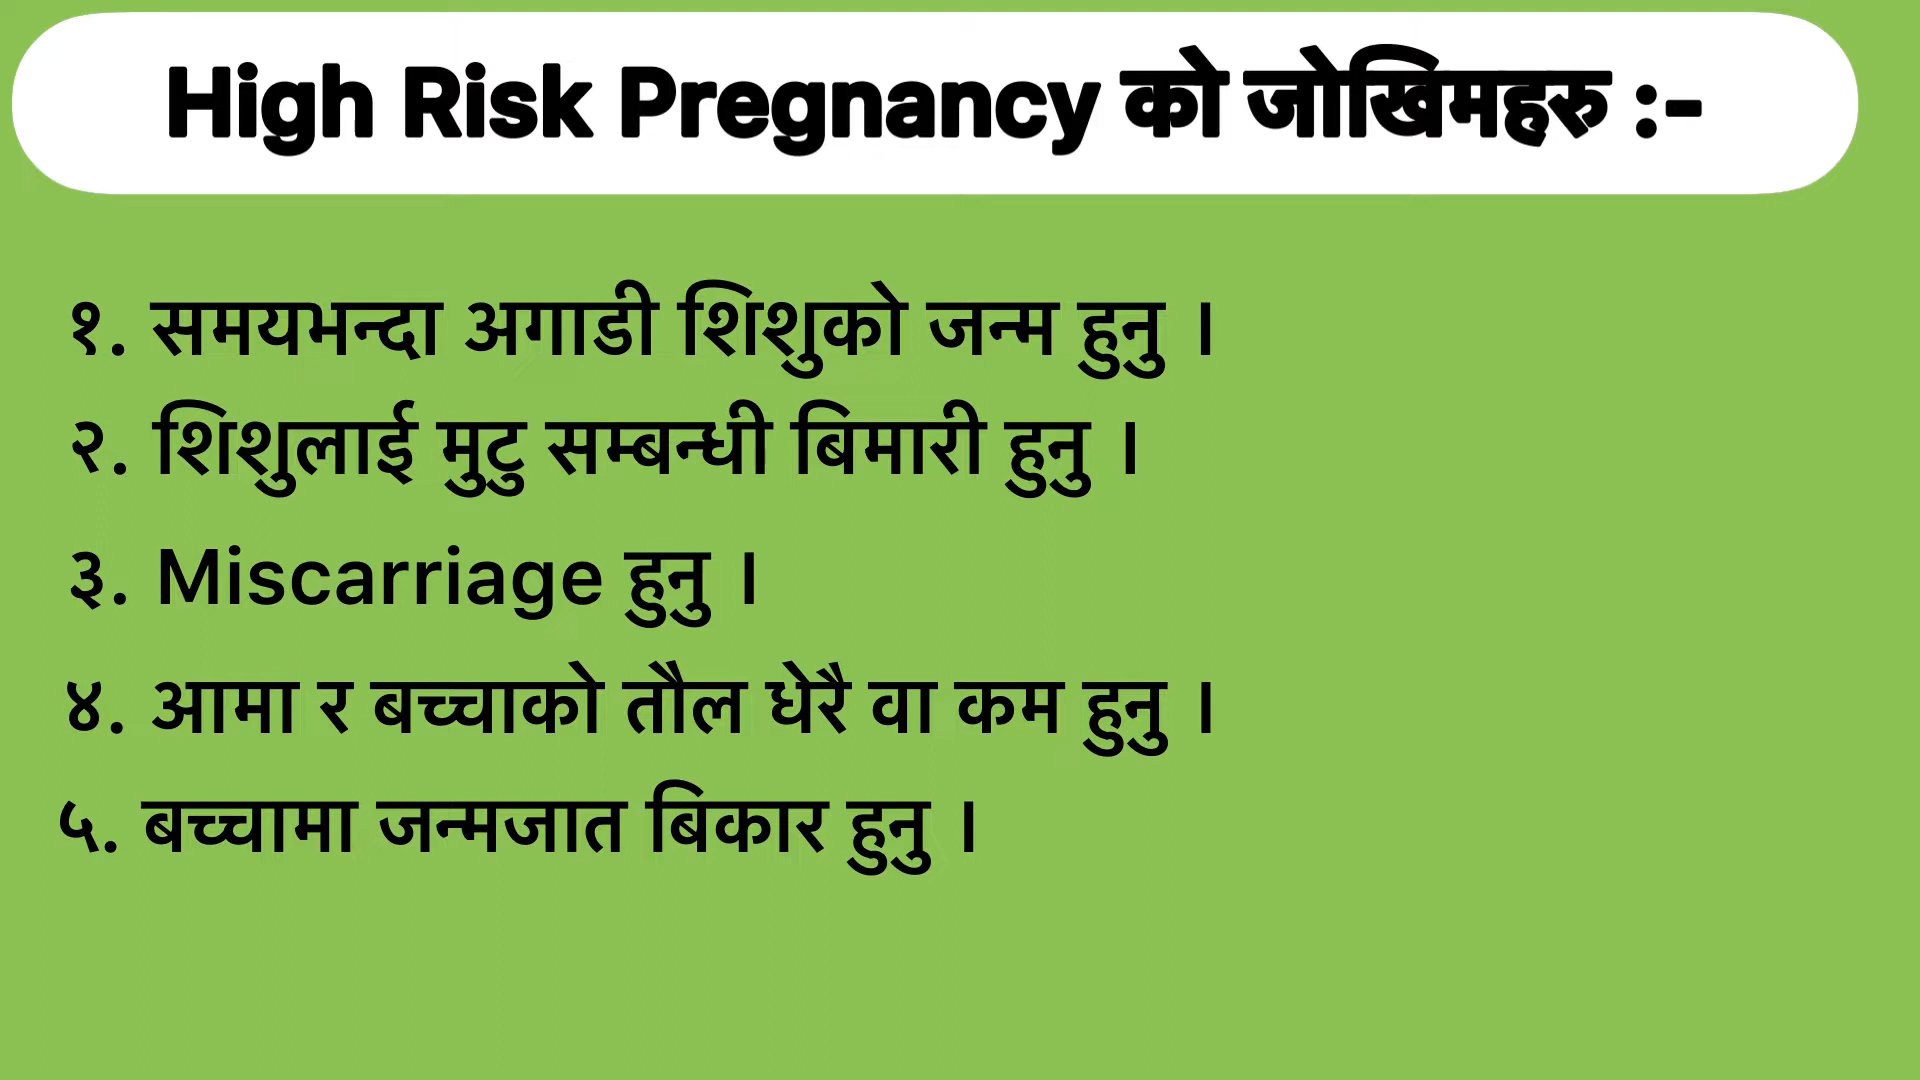 High Risk Pregnancy को जोखिमहरु :-
१. समयभन्दा अगाडी शिशुको जन्म हुनु ।
२. शिशुलाई मुटु सम्बन्धी बिमारी हुनु ।
३. Miscarriage हुनु ।
४. आमा र बच्चाको तौल धेरै वा कम हुनु ।
५. बच्चामा जन्मजात बिकार हुनु ।